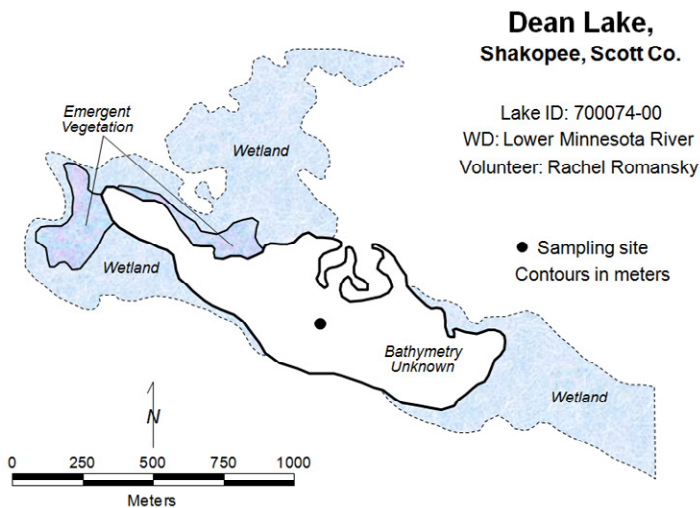 Dean Lake,
Shakopee, Scott Co.
Lake ID: 700074-00
WD: Lower Minnesota River
Volunteer: Rachel Romansky
Sampling site
Contours in meters
Emergent
Vegetation
Wetland
Wetland
Bathymetry
Unknown
Wetland
N
0 250 500 750 1000
Meters